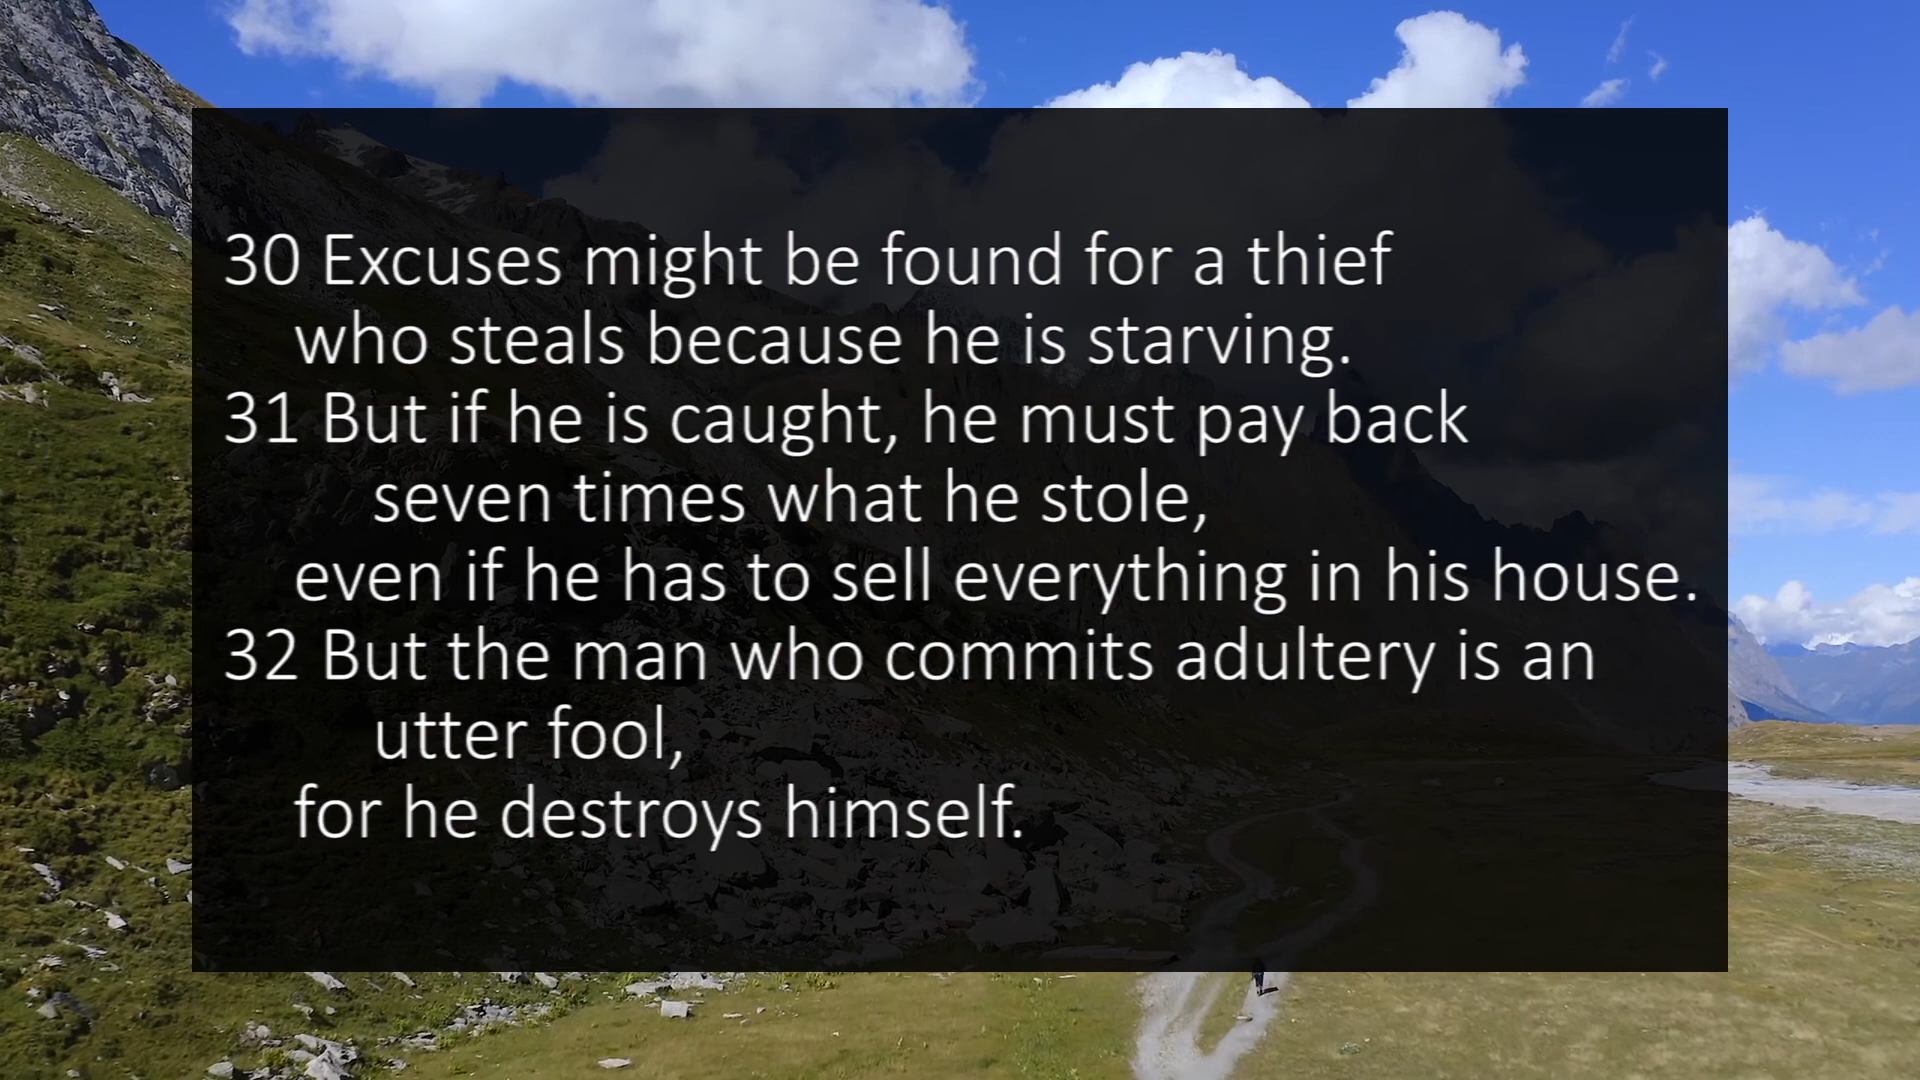 30 Excuses might be found for a thief
who steals because he is starving.
31 But if he is caught, he must pay back
seven times what he stole,
even if he has to sell everything in his house.
32 But the man who commits adultery is an
utter fool,
for he destroys himself.